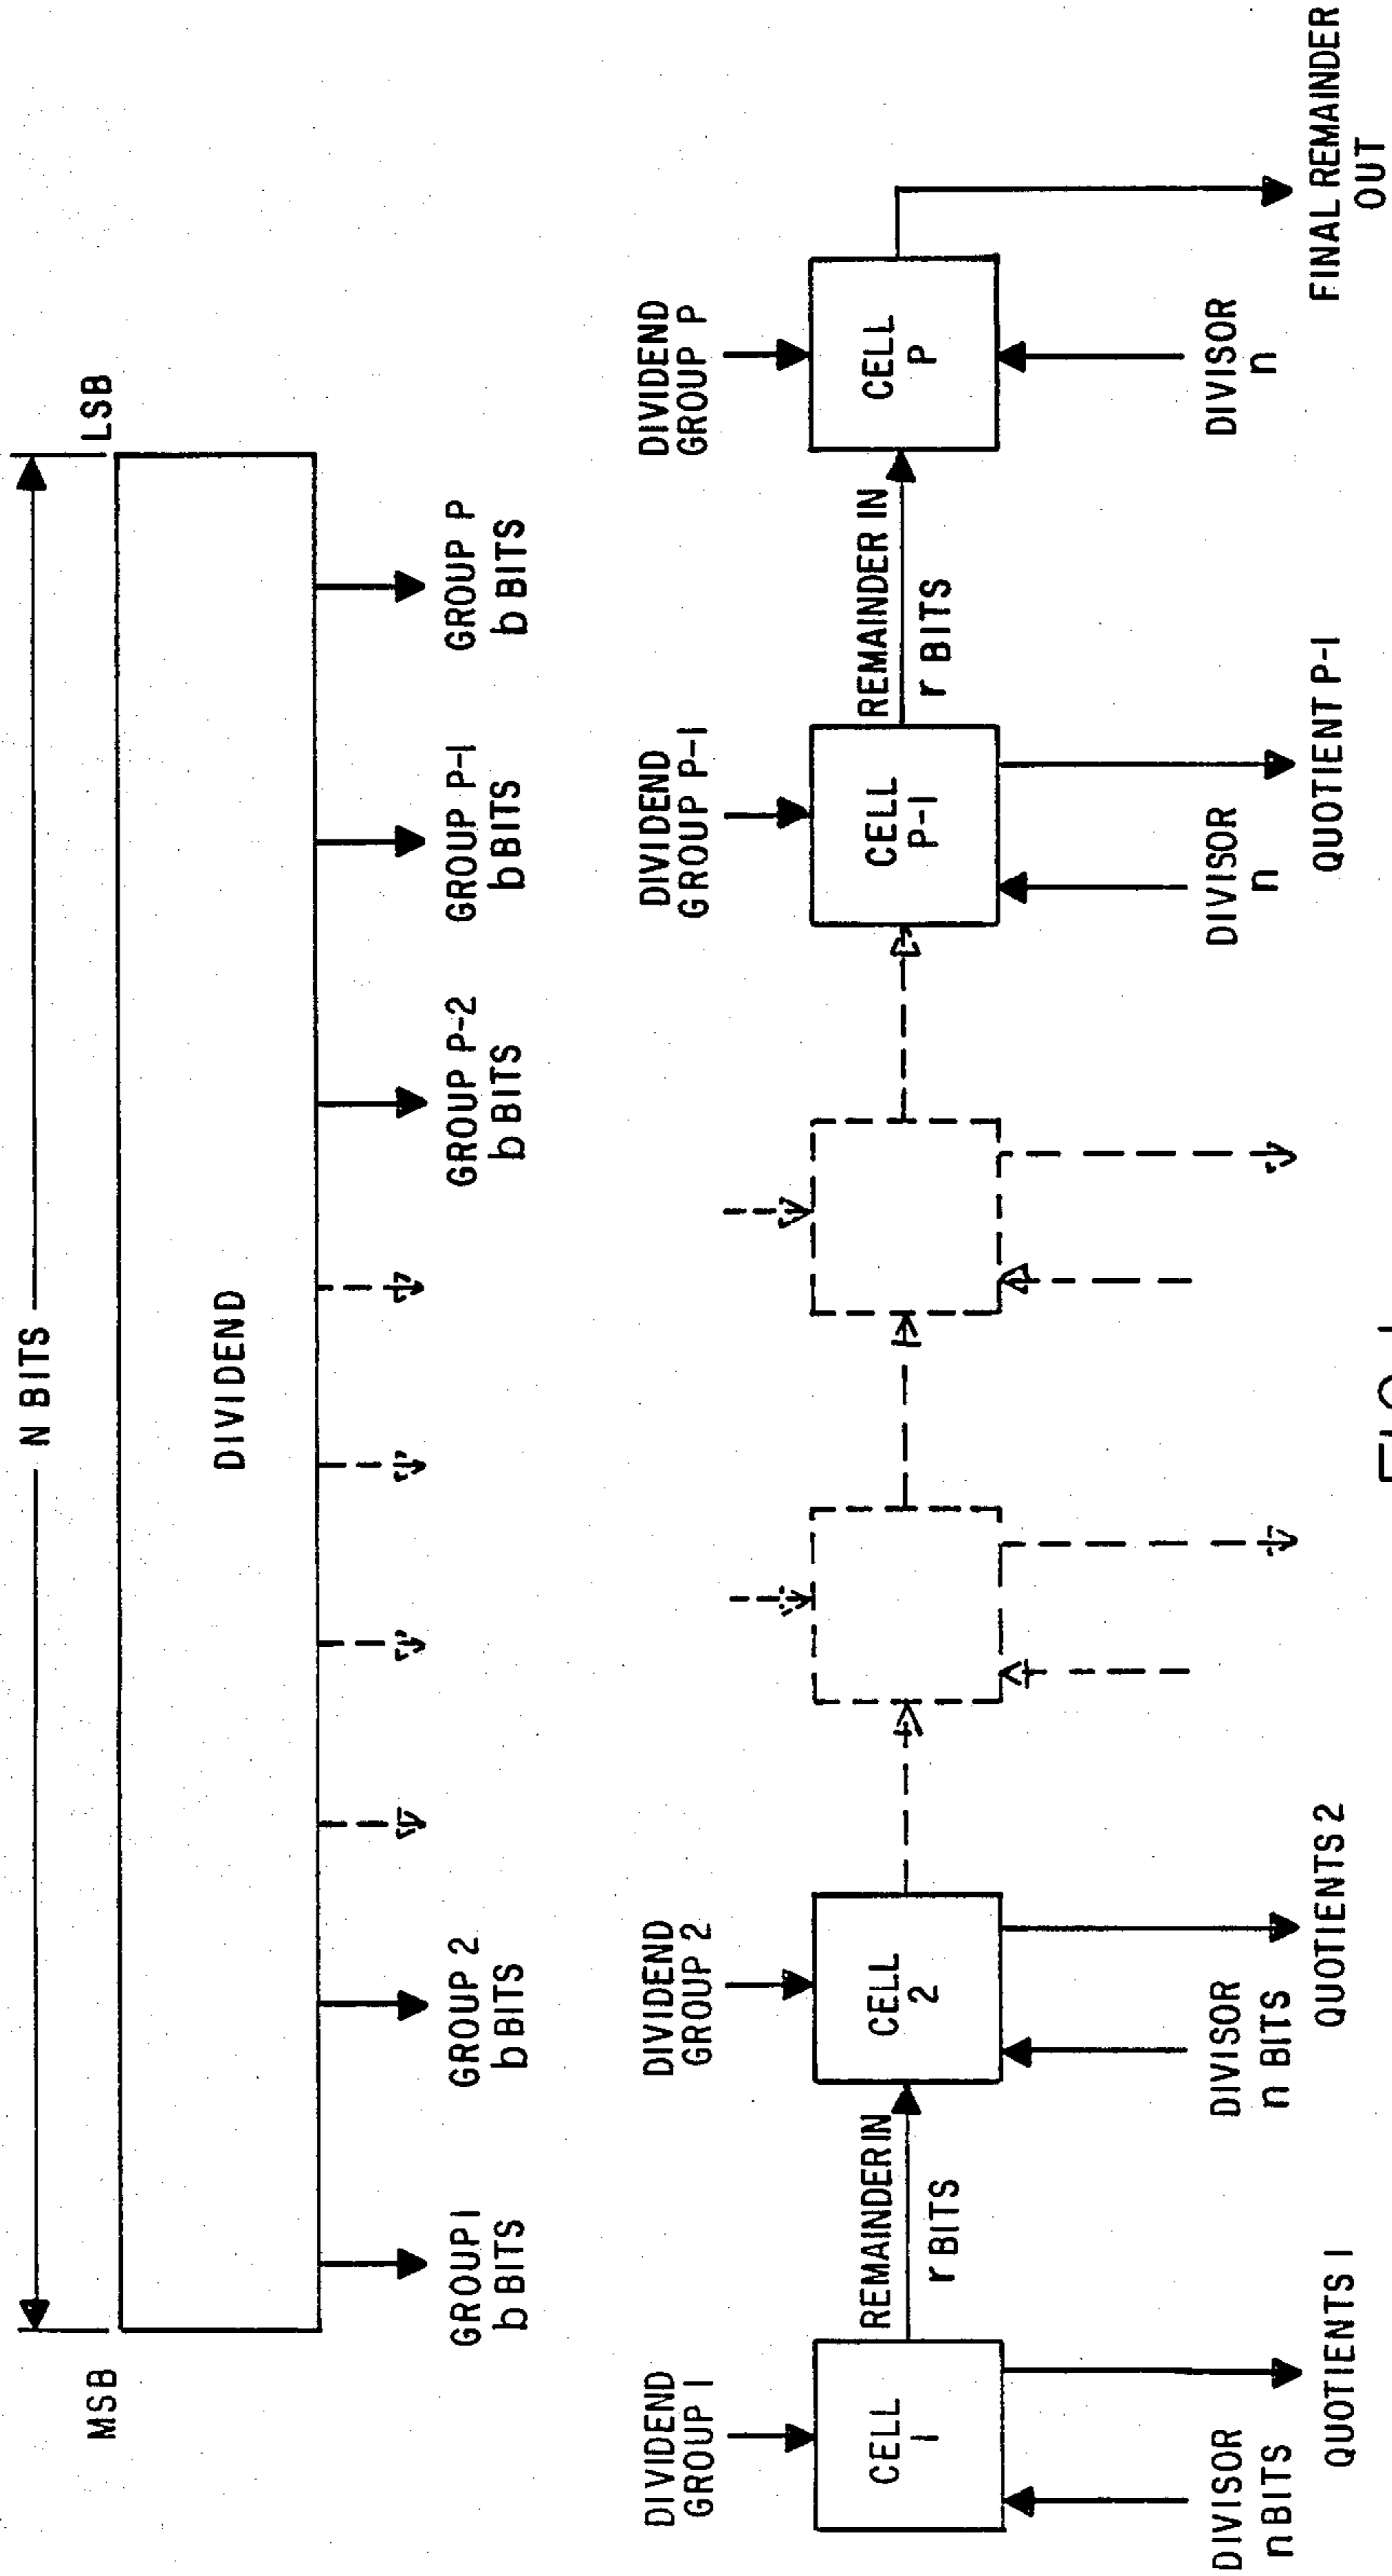 N BITS
MSB
LSB
DIVIDEND
GROUP 1
b BITS
GROUP 2
b BITS
GROUP P-2
b BITS
GROUP P-1
b BITS
GROUP P
b BITS
DIVIDEND
GROUP 1
DIVIDEND
GROUP 2
DIVIDEND
GROUP P-1
DIVIDEND
GROUP P
CELL
1
REMAINDER IN
r BITS
CELL
2
CELL
P-1
REMAINDER IN
r BITS
CELL
P
DIVISOR
n BITS
QUOTIENTS 1
DIVISOR
n BITS
QUOTIENTS 2
DIVISOR
n
QUOTIENT P-1
DIVISOR
n
FINAL REMAINDER
OUT